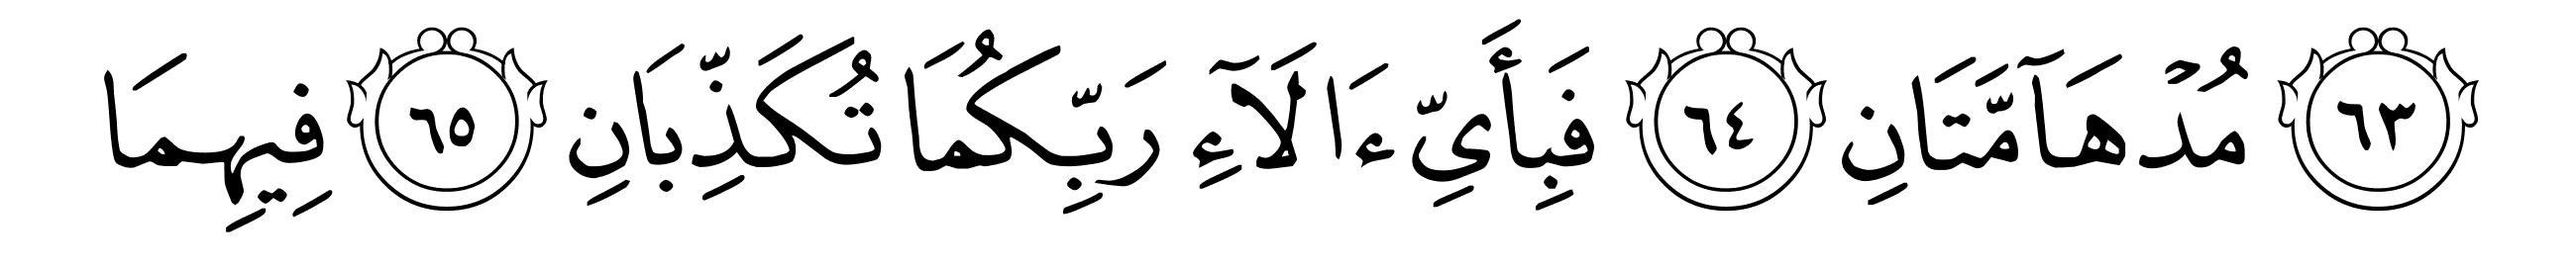 ٦٣ مُدْهَآمَّتَانِ ٦٤ فَبِأَيِّ ءَالَآءِ رَبِّكُمَا تُكَذِّبَانِ ٦٥ فِيهِمَا